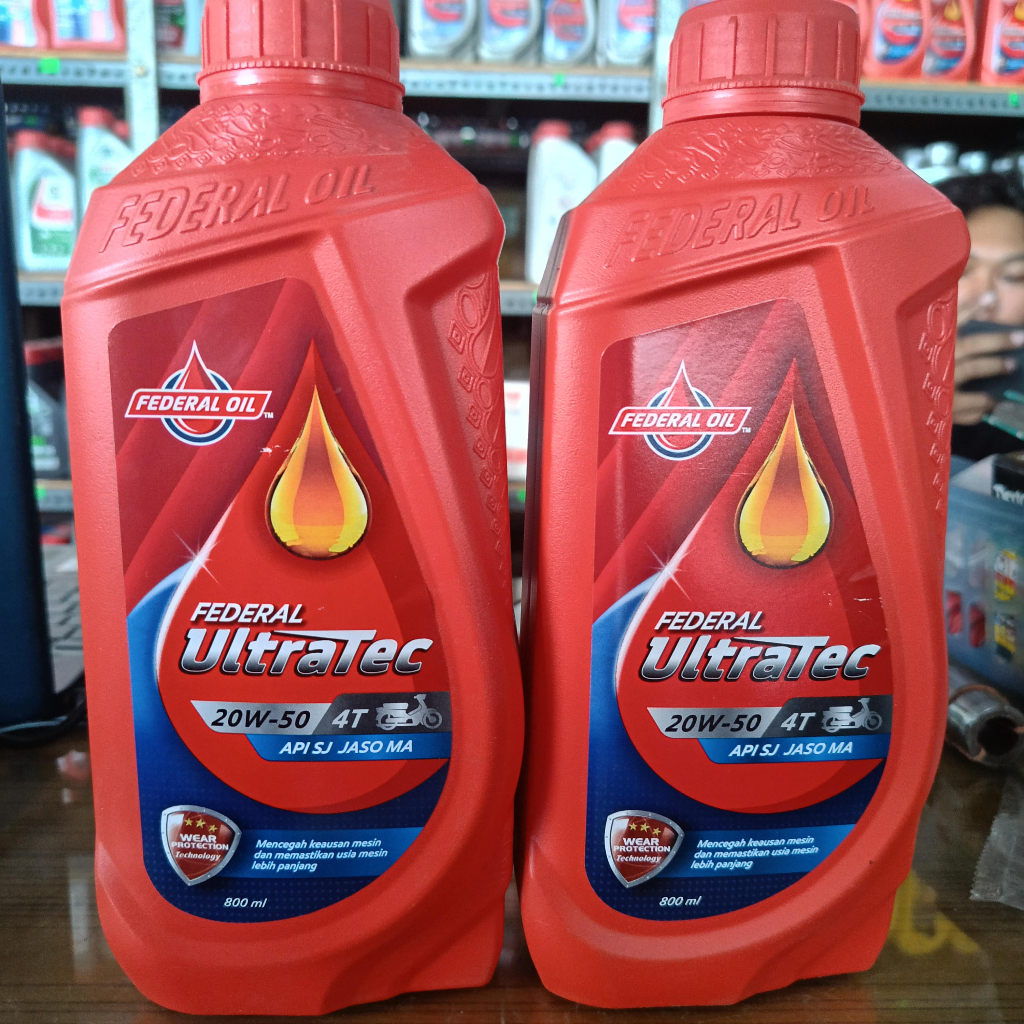 FEDERAL OIL
FEDERAL OIL™
FEDERAL
UltraTec
20W-50 4T
API SJ JASO MA
WEAR
PROTECTION
Technology
Mencegah keausan mesin
dan memastikan usia mesin
lebih panjang
800 ml
FEDERAL OIL
FEDERAL OIL™
FEDERAL
UltraTec
20W-50 4T
API SJ JASO MA
WEAR
PROTECTION
Technology
Mencegah keausan mesin
dan memastikan usia mesin
lebih panjang
800 ml